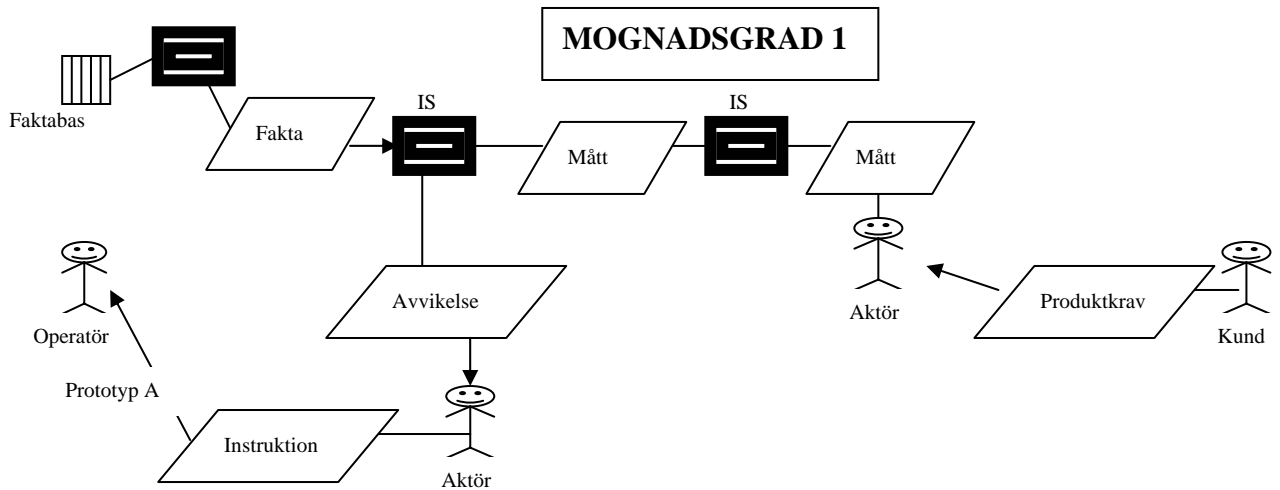 MOGNADSGRAD 1
Faktabas
Fakta
IS
Mått
IS
Mått
Operatör
Avvikelse
Aktör
Produktkrav
Kund
Prototyp A
Instruktion
Aktör